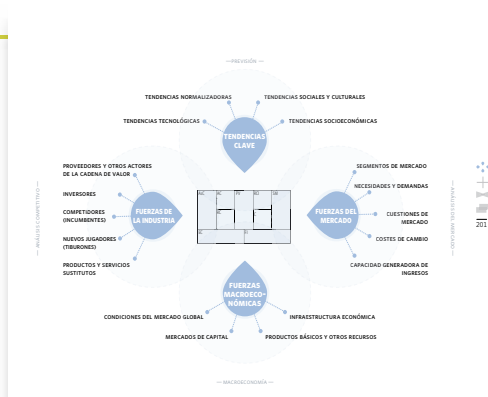 — PREVISIÓN —
TENDENCIAS NORMALIZADORAS
TENDENCIAS SOCIALES Y CULTURALES
TENDENCIAS TECNOLÓGICAS
TENDENCIAS SOCIOECONÓMICAS
TENDENCIAS
CLAVE
PROVEEDORES Y OTROS ACTORES
DE LA CADENA DE VALOR
INVERSORES
COMPETIDORES
(INCUMBENTES)
NUEVOS JUGADORES
(TIBURONES)
PRODUCTOS Y SERVICIOS
SUSTITUTOS
— ANÁLISIS COMPETITIVO —
FUERZAS DE
LA INDUSTRIA
FUERZAS DEL
MERCADO
SEGMENTOS DE MERCADO
NECESIDADES Y DEMANDAS
CUESTIONES DE
MERCADO
COSTES DE CAMBIO
CAPACIDAD GENERADORA DE
INGRESOS
— ANÁLISIS DEL MERCADO —
201
FUERZAS
MACROECO-
NÓMICAS
CONDICIONES DEL MERCADO GLOBAL
INFRAESTRUCTURA ECONÓMICA
MERCADOS DE CAPITAL
PRODUCTOS BÁSICOS Y OTROS RECURSOS
— MACROECONOMÍA —